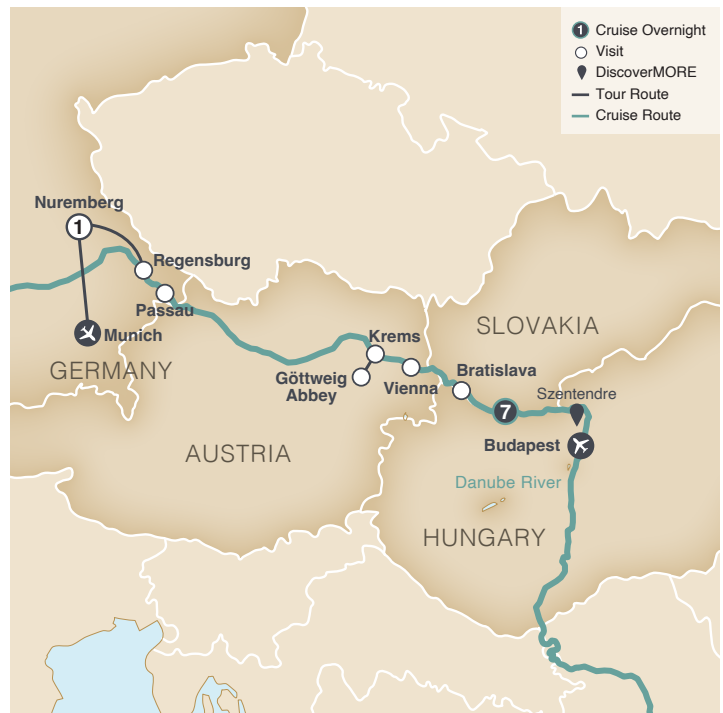 1 Cruise Overnight
Visit
DiscoverMORE
Tour Route
Cruise Route
Nuremberg
1
Regensburg
Passau
Munich
GERMANY
Krems
Göttweig
Abbey
Vienna
AUSTRIA
SLOVAKIA
Bratislava
Szentendre
7
Budapest
Danube River
HUNGARY